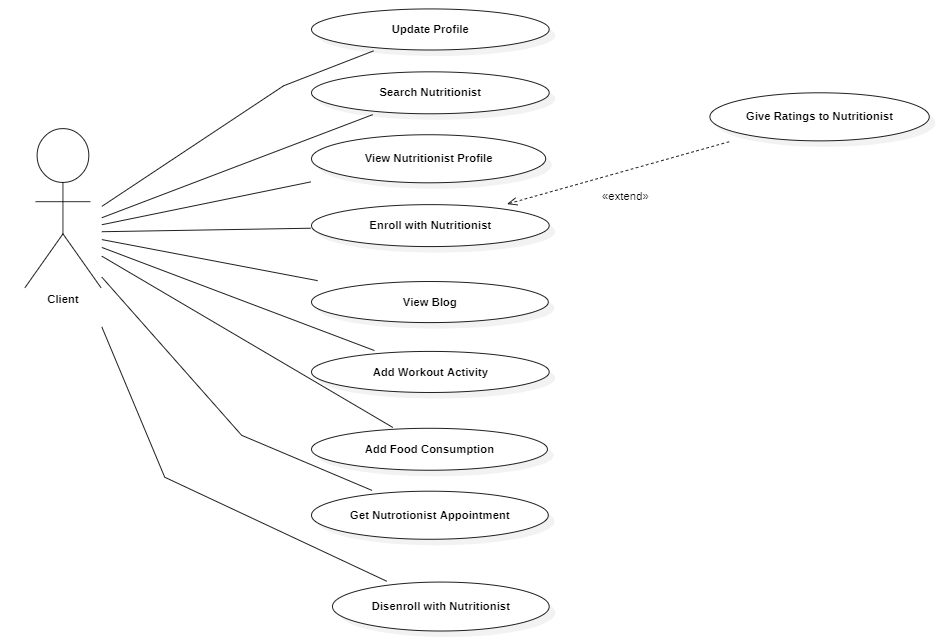 Update Profile
Search Nutritionist
Give Ratings to Nutritionist
View Nutritionist Profile
«extend»
Enroll with Nutritionist
Client
View Blog
Add Workout Activity
Add Food Consumption
Get Nutrotionist Appointment
Disenroll with Nutritionist